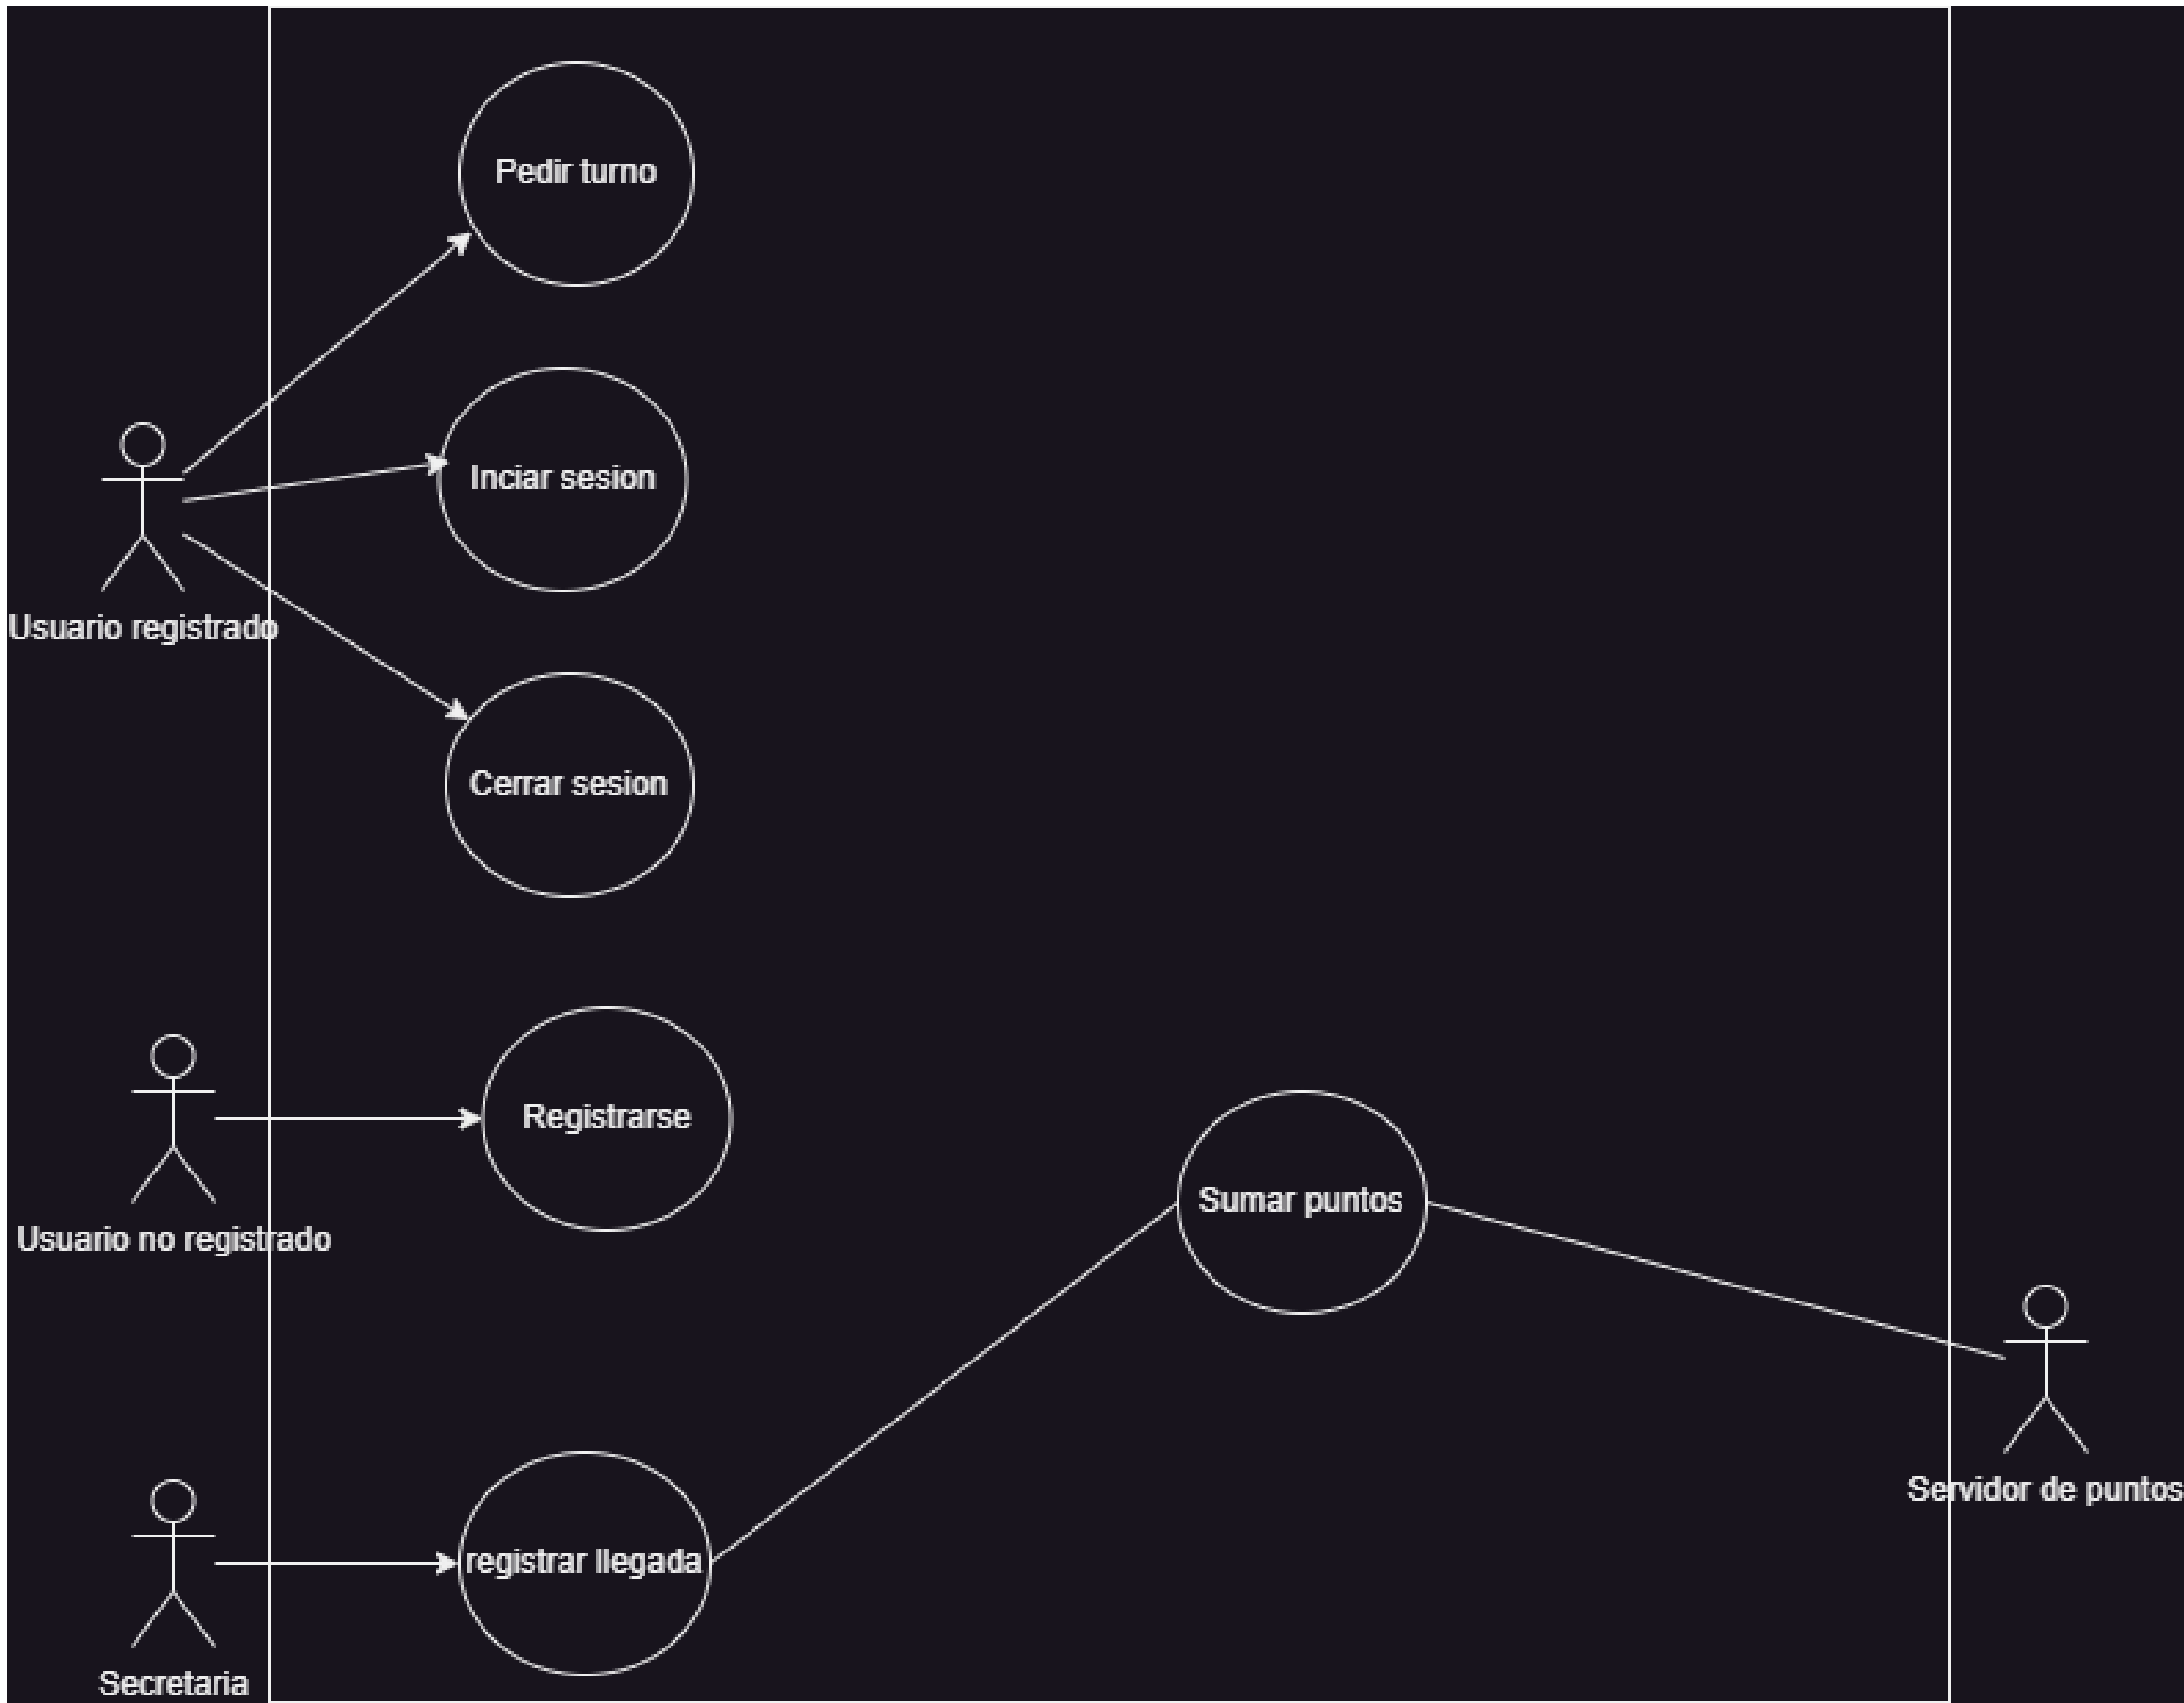 Pedir turno
Inciar sesion
Usuario registrado
Cerrar sesion
Registrarse
Sumar puntos
Usuario no registrado
Servidor de puntos
registrar llegada
Secretaria